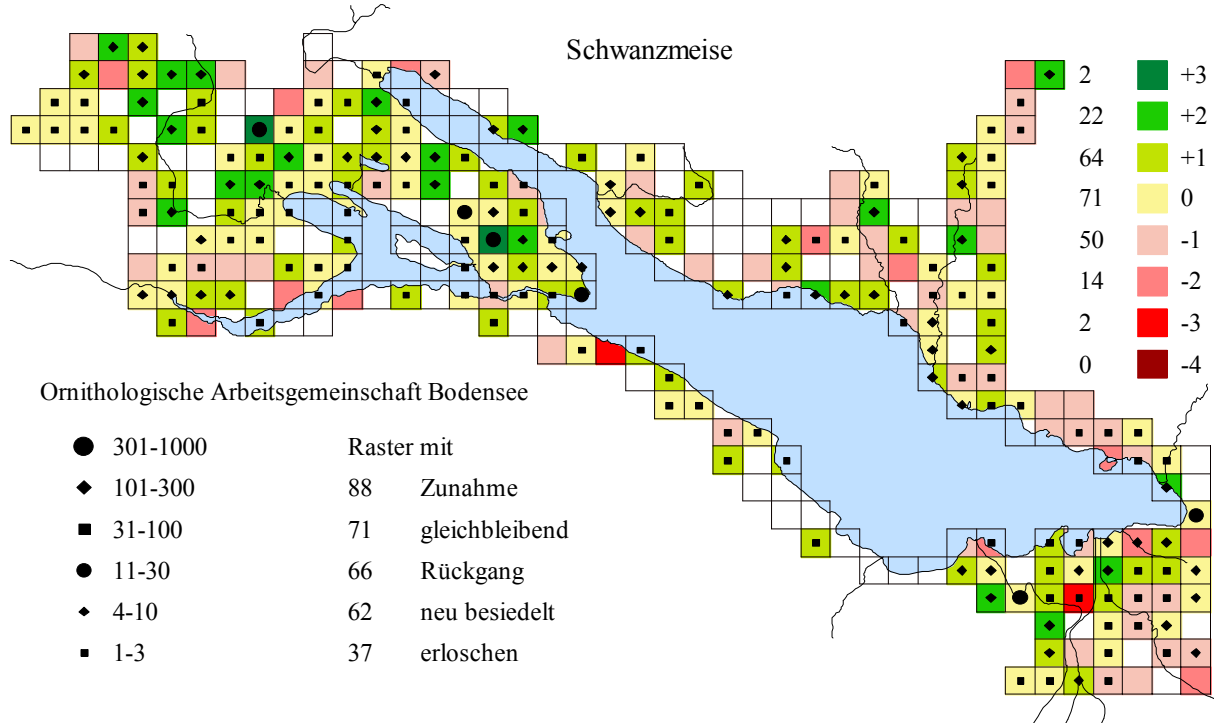 Schwanzmeise
2 +3
22 +2
64 +1
71 0
50 -1
14 -2
2 -3
0 -4
Ornithologische Arbeitsgemeinschaft Bodensee
301-1000 Raster mit
101-300 88 Zunahme
31-100 71 gleichbleibend
11-30 66 Rückgang
4-10 62 neu besiedelt
1-3 37 erloschen